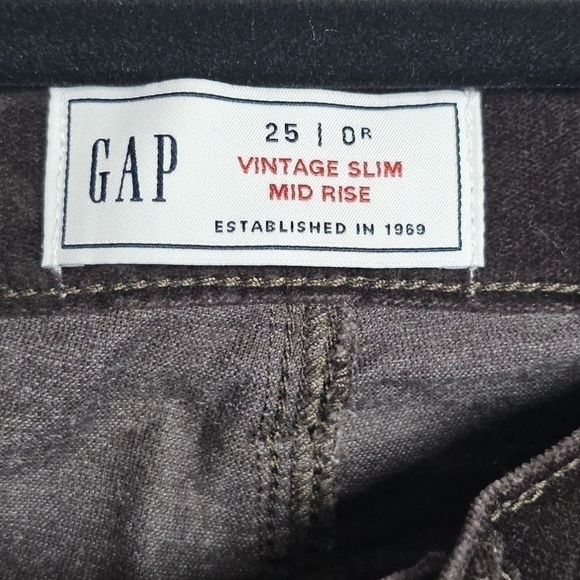 GAP
25 | 0R
VINTAGE SLIM
MID RISE
ESTABLISHED IN 1969